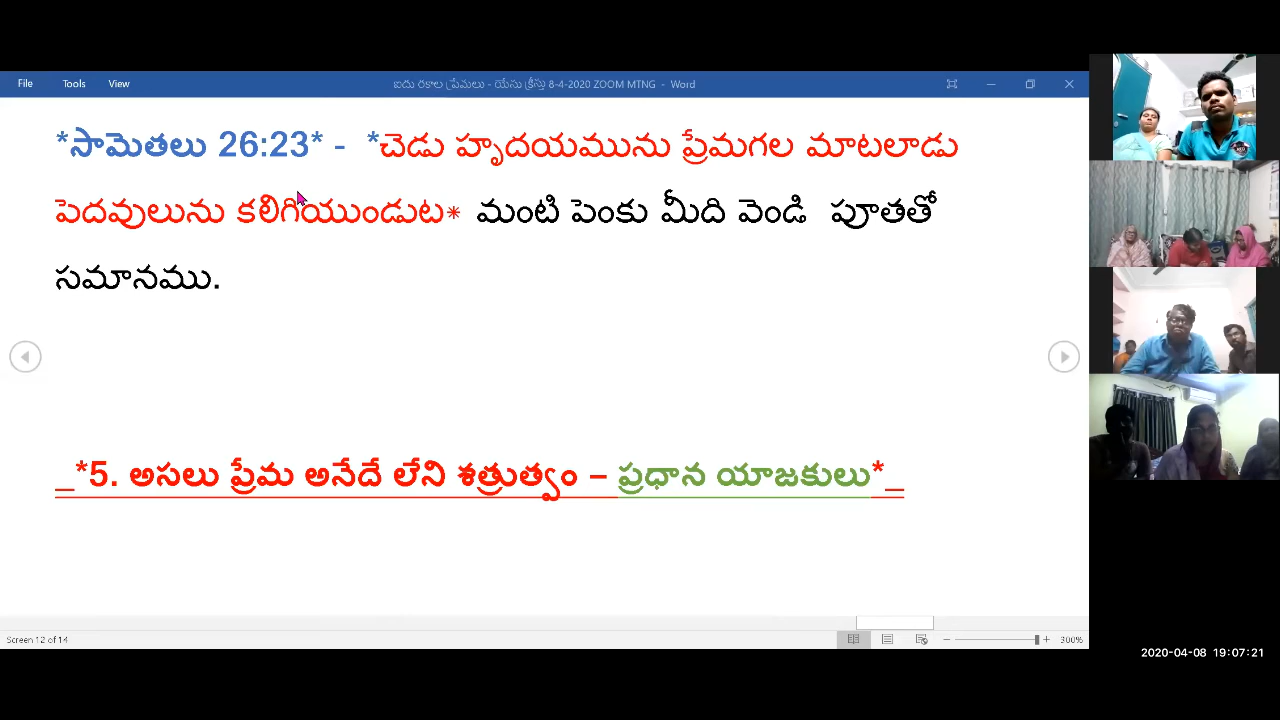 File Tools View ఐదు రకాల ప్రేమలు - యేసు క్రీస్తు 8-4-2020 ZOOM MTNG - Word
*సామెతలు 26:23* - *చెడు హృదయమును ప్రేమగల మాటలాడు
పెదవులును కలిగియుండుట* మంటి పెంకు మీది వెండి పూతతో
సమానము.
_*5. అసలు ప్రేమ అనేదే లేని శత్రుత్వం – ప్రధాన యాజకులు*_
Screen 12 of 14
300%
2020-04-08 19:07:21